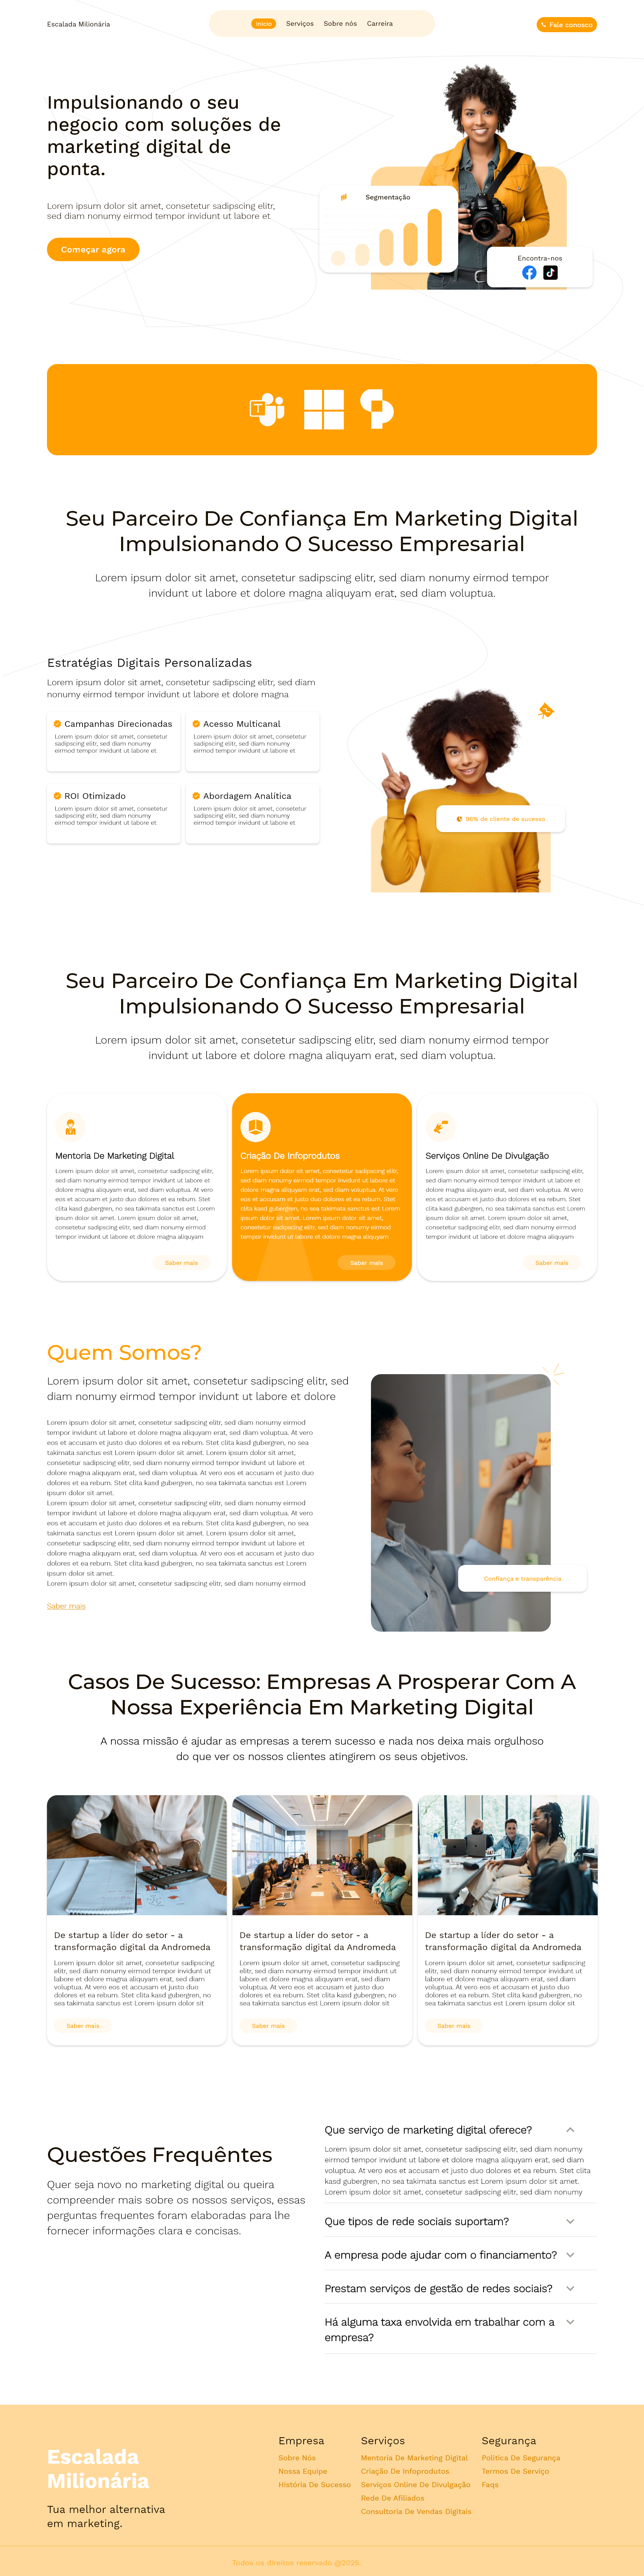 Escalada Milionária
Início
Serviços
Sobre nós
Carreira
Fale conosco
Impulsionando o seu
negocio com soluções de
marketing digital de
ponta.
Lorem ipsum dolor sit amet, consetetur sadipscing elitr,
sed diam nonumy eirmod tempor invidunt ut labore et
Começar agora
Segmentação
Encontra-nos
Seu Parceiro De Confiança Em Marketing Digital
Impulsionando O Sucesso Empresarial
Lorem ipsum dolor sit amet, consetetur sadipscing elitr, sed diam nonumy eirmod tempor
invidunt ut labore et dolore magna aliquyam erat, sed diam voluptua.
Estratégias Digitais Personalizadas
Lorem ipsum dolor sit amet, consetetur sadipscing elitr, sed diam
nonumy eirmod tempor invidunt ut labore et dolore magna
Campanhas Direcionadas
Lorem ipsum dolor sit amet, consetetur
sadipscing elitr, sed diam nonumy
eirmod tempor invidunt ut labore et
Acesso Multicanal
Lorem ipsum dolor sit amet, consetetur
sadipscing elitr, sed diam nonumy
eirmod tempor invidunt ut labore et
ROI Otimizado
Lorem ipsum dolor sit amet, consetetur
sadipscing elitr, sed diam nonumy
eirmod tempor invidunt ut labore et
Abordagem Analítica
Lorem ipsum dolor sit amet, consetetur
sadipscing elitr, sed diam nonumy
eirmod tempor invidunt ut labore et
96% de cliente de sucesso
Seu Parceiro De Confiança Em Marketing Digital
Impulsionando O Sucesso Empresarial
Lorem ipsum dolor sit amet, consetetur sadipscing elitr, sed diam nonumy eirmod tempor
invidunt ut labore et dolore magna aliquyam erat, sed diam voluptua.
Mentoria De Marketing Digital
Lorem ipsum dolor sit amet, consetetur sadipscing elitr,
sed diam nonumy eirmod tempor invidunt ut labore et
dolore magna aliquyam erat, sed diam voluptua. At vero
eos et accusam et justo duo dolores et ea rebum. Stet
clita kasd gubergren, no sea takimata sanctus est Lorem
ipsum dolor sit amet. Lorem ipsum dolor sit amet,
consetetur sadipscing elitr, sed diam nonumy eirmod
tempor invidunt ut labore et dolore magna aliquyam
Saber mais
Criação De Infoprodutos
Lorem ipsum dolor sit amet, consetetur sadipscing elitr,
sed diam nonumy eirmod tempor invidunt ut labore et
dolore magna aliquyam erat, sed diam voluptua. At vero
eos et accusam et justo duo dolores et ea rebum. Stet
clita kasd gubergren, no sea takimata sanctus est Lorem
ipsum dolor sit amet. Lorem ipsum dolor sit amet,
consetetur sadipscing elitr, sed diam nonumy eirmod
tempor invidunt ut labore et dolore magna aliquyam
Saber mais
Serviços Online De Divulgação
Lorem ipsum dolor sit amet, consetetur sadipscing elitr,
sed diam nonumy eirmod tempor invidunt ut labore et
dolore magna aliquyam erat, sed diam voluptua. At vero
eos et accusam et justo duo dolores et ea rebum. Stet
clita kasd gubergren, no sea takimata sanctus est Lorem
ipsum dolor sit amet. Lorem ipsum dolor sit amet,
consetetur sadipscing elitr, sed diam nonumy eirmod
tempor invidunt ut labore et dolore magna aliquyam
Saber mais
Quem Somos?
Lorem ipsum dolor sit amet, consetetur sadipscing elitr, sed
diam nonumy eirmod tempor invidunt ut labore et dolore
Lorem ipsum dolor sit amet, consetetur sadipscing elitr, sed diam nonumy eirmod
tempor invidunt ut labore et dolore magna aliquyam erat, sed diam voluptua. At vero
eos et accusam et justo duo dolores et ea rebum. Stet clita kasd gubergren, no sea
takimata sanctus est Lorem ipsum dolor sit amet. Lorem ipsum dolor sit amet,
consetetur sadipscing elitr, sed diam nonumy eirmod tempor invidunt ut labore et
dolore magna aliquyam erat, sed diam voluptua. At vero eos et accusam et justo duo
dolores et ea rebum. Stet clita kasd gubergren, no sea takimata sanctus est Lorem
ipsum dolor sit amet.
Lorem ipsum dolor sit amet, consetetur sadipscing elitr, sed diam nonumy eirmod
tempor invidunt ut labore et dolore magna aliquyam erat, sed diam voluptua. At vero
eos et accusam et justo duo dolores et ea rebum. Stet clita kasd gubergren, no sea
takimata sanctus est Lorem ipsum dolor sit amet. Lorem ipsum dolor sit amet,
consetetur sadipscing elitr, sed diam nonumy eirmod tempor invidunt ut labore et
dolore magna aliquyam erat, sed diam voluptua. At vero eos et accusam et justo duo
dolores et ea rebum. Stet clita kasd gubergren, no sea takimata sanctus est Lorem
ipsum dolor sit amet.
Lorem ipsum dolor sit amet, consetetur sadipscing elitr, sed diam nonumy eirmod
Saber mais
Confiança e transparência
Casos De Sucesso: Empresas A Prosperar Com A
Nossa Experiência Em Marketing Digital
A nossa missão é ajudar as empresas a terem sucesso e nada nos deixa mais orgulhoso
do que ver os nossos clientes atingirem os seus objetivos.
De startup a líder do setor - a
transformação digital da Andromeda
Lorem ipsum dolor sit amet, consetetur sadipscing
elitr, sed diam nonumy eirmod tempor invidunt ut
labore et dolore magna aliquyam erat, sed diam
voluptua. At vero eos et accusam et justo duo
dolores et ea rebum. Stet clita kasd gubergren, no
sea takimata sanctus est Lorem ipsum dolor sit
Saber mais
De startup a líder do setor - a
transformação digital da Andromeda
Lorem ipsum dolor sit amet, consetetur sadipscing
elitr, sed diam nonumy eirmod tempor invidunt ut
labore et dolore magna aliquyam erat, sed diam
voluptua. At vero eos et accusam et justo duo
dolores et ea rebum. Stet clita kasd gubergren, no
sea takimata sanctus est Lorem ipsum dolor sit
Saber mais
De startup a líder do setor - a
transformação digital da Andromeda
Lorem ipsum dolor sit amet, consetetur sadipscing
elitr, sed diam nonumy eirmod tempor invidunt ut
labore et dolore magna aliquyam erat, sed diam
voluptua. At vero eos et accusam et justo duo
dolores et ea rebum. Stet clita kasd gubergren, no
sea takimata sanctus est Lorem ipsum dolor sit
Saber mais
Questões Frequêntes
Quer seja novo no marketing digital ou queira
compreender mais sobre os nossos serviços, essas
perguntas frequentes foram elaboradas para lhe
fornecer informações clara e concisas.
Que serviço de marketing digital oferece?
Lorem ipsum dolor sit amet, consetetur sadipscing elitr, sed diam nonumy
eirmod tempor invidunt ut labore et dolore magna aliquyam erat, sed diam
voluptua. At vero eos et accusam et justo duo dolores et ea rebum. Stet clita
kasd gubergren, no sea takimata sanctus est Lorem ipsum dolor sit amet.
Lorem ipsum dolor sit amet, consetetur sadipscing elitr, sed diam nonumy
Que tipos de rede sociais suportam?
A empresa pode ajudar com o financiamento?
Prestam serviços de gestão de redes sociais?
Há alguma taxa envolvida em trabalhar com a
empresa?
Escalada
Milionária
Tua melhor alternativa
em marketing.
Empresa
Sobre Nós
Nossa Equipe
História De Sucesso
Serviços
Mentoria De Marketing Digital
Criação De Infoprodutos
Serviços Online De Divulgação
Rede De Afiliados
Consultoria De Vendas Digitais
Segurança
Politica De Segurança
Termos De Serviço
Faqs
Todos os direitos reservado @2025